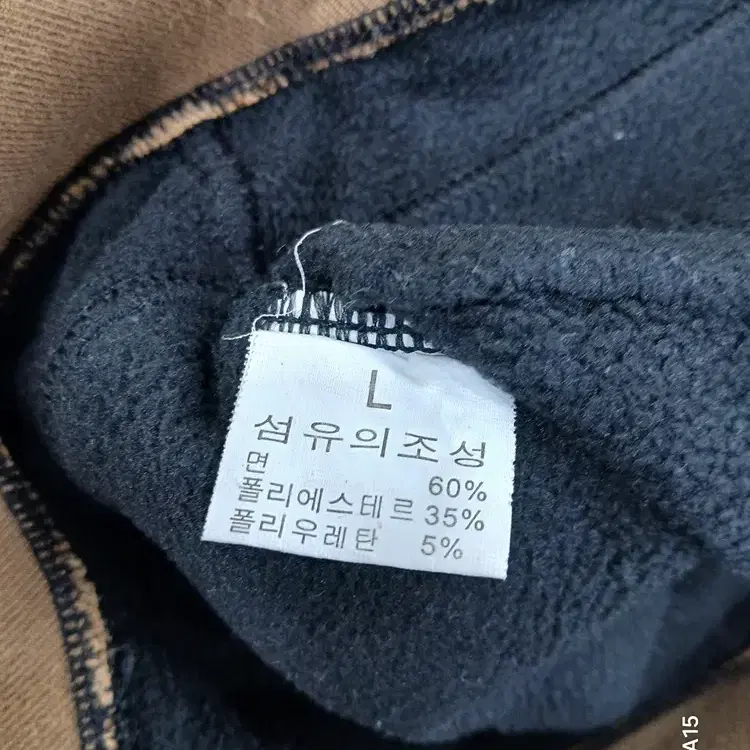 L
섬유의조성
면 60%
폴리에스테르 35%
폴리우레탄 5%
A15